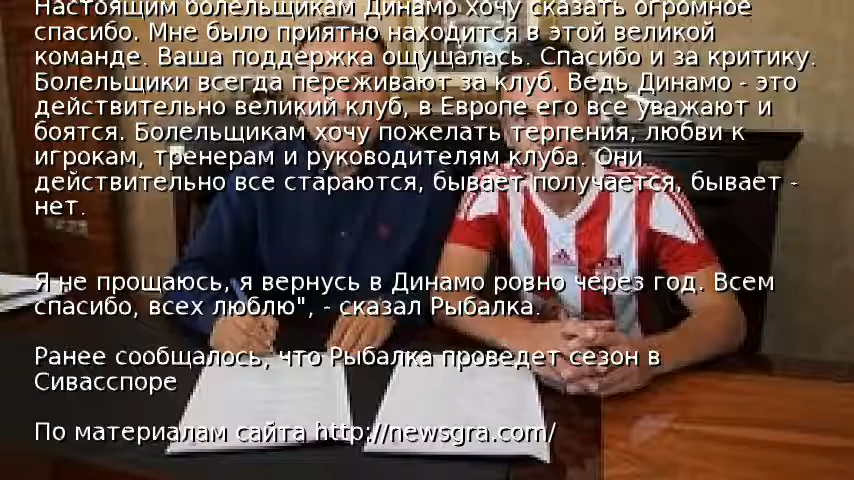 Настоящим болельщикам Динамо хочу сказать огромное
спасибо. Мне было приятно находится в этой великой
команде. Ваша поддержка ощущалась. Спасибо и за критику.
Болельщики всегда переживают за клуб. Ведь Динамо - это
действительно великий клуб, в Европе его все уважают и
боятся. Болельщикам хочу пожелать терпения, любви к
игрокам, тренерам и руководителям клуба. Они
действительно все стараются, бывает получается, бывает -
нет.
Я не прощаюсь, я вернусь в Динамо ровно через год. Всем
спасибо, всех люблю", - сказал Рыбалка.
Ранее сообщалось, что Рыбалка проведет сезон в
Сивасспоре
По материалам сайта http://newsgra.com/